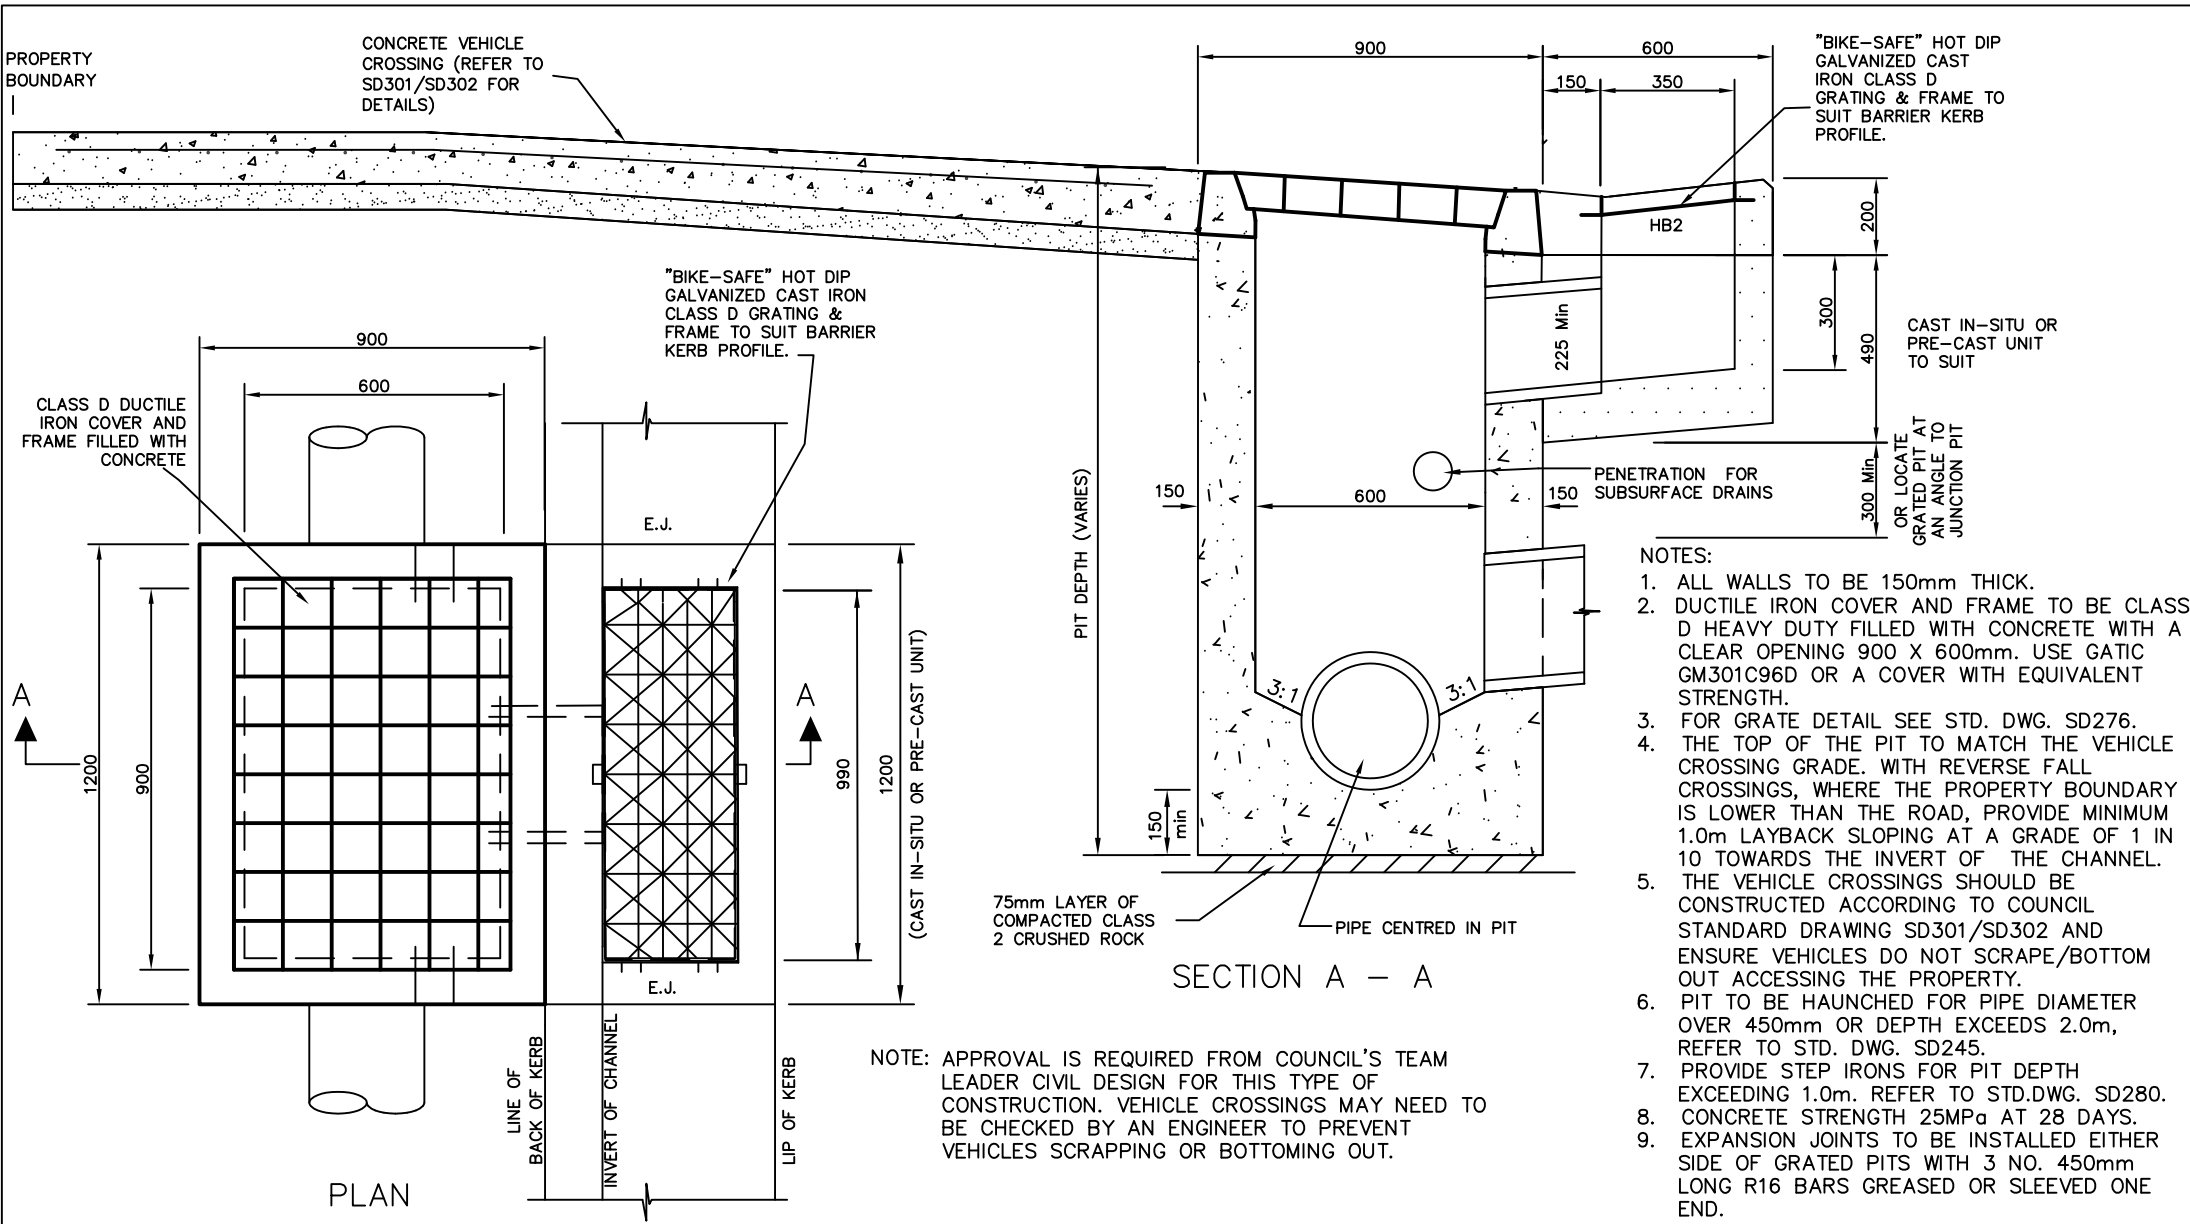 PROPERTY
BOUNDARY
CONCRETE VEHICLE
CROSSING (REFER TO
SD301/SD302 FOR
DETAILS)
900
600
150
350
"BIKE-SAFE" HOT DIP
GALVANIZED CAST
IRON CLASS D
GRATING & FRAME TO
SUIT BARRIER KERB
PROFILE.
HB2
200
"BIKE-SAFE" HOT DIP
GALVANIZED CAST IRON
CLASS D GRATING &
FRAME TO SUIT BARRIER
KERB PROFILE.
225 Min
300
490
CAST IN-SITU OR
PRE-CAST UNIT
TO SUIT
300 Min
OR LOCATE
GRATED PIT AT
AN ANGLE TO
JUNCTION PIT
PENETRATION FOR
SUBSURFACE DRAINS
150
600
150
PIT DEPTH (VARIES)
3:1
3:1
150
min
75mm LAYER OF
COMPACTED CLASS
2 CRUSHED ROCK
PIPE CENTRED IN PIT
SECTION A - A
900
600
CLASS D DUCTILE
IRON COVER AND
FRAME FILLED WITH
CONCRETE
E.J.
A
A
1200
900
990
1200
(CAST IN-SITU OR PRE-CAST UNIT)
E.J.
LINE OF
BACK OF KERB
INVERT OF CHANNEL
LIP OF KERB
PLAN
NOTE: APPROVAL IS REQUIRED FROM COUNCIL'S TEAM
LEADER CIVIL DESIGN FOR THIS TYPE OF
CONSTRUCTION. VEHICLE CROSSINGS MAY NEED TO
BE CHECKED BY AN ENGINEER TO PREVENT
VEHICLES SCRAPPING OR BOTTOMING OUT.
NOTES:
1. ALL WALLS TO BE 150mm THICK.
2. DUCTILE IRON COVER AND FRAME TO BE CLASS
D HEAVY DUTY FILLED WITH CONCRETE WITH A
CLEAR OPENING 900 X 600mm. USE GATIC
GM301C96D OR A COVER WITH EQUIVALENT
STRENGTH.
3. FOR GRATE DETAIL SEE STD. DWG. SD276.
4. THE TOP OF THE PIT TO MATCH THE VEHICLE
CROSSING GRADE. WITH REVERSE FALL
CROSSINGS, WHERE THE PROPERTY BOUNDARY
IS LOWER THAN THE ROAD, PROVIDE MINIMUM
1.0m LAYBACK SLOPING AT A GRADE OF 1 IN
10 TOWARDS THE INVERT OF THE CHANNEL.
5. THE VEHICLE CROSSINGS SHOULD BE
CONSTRUCTED ACCORDING TO COUNCIL
STANDARD DRAWING SD301/SD302 AND
ENSURE VEHICLES DO NOT SCRAPE/BOTTOM
OUT ACCESSING THE PROPERTY.
6. PIT TO BE HAUNCHED FOR PIPE DIAMETER
OVER 450mm OR DEPTH EXCEEDS 2.0m,
REFER TO STD. DWG. SD245.
7. PROVIDE STEP IRONS FOR PIT DEPTH
EXCEEDING 1.0m. REFER TO STD.DWG. SD280.
8. CONCRETE STRENGTH 25MPa AT 28 DAYS.
9. EXPANSION JOINTS TO BE INSTALLED EITHER
SIDE OF GRATED PITS WITH 3 NO. 450mm
LONG R16 BARS GREASED OR SLEEVED ONE
END.